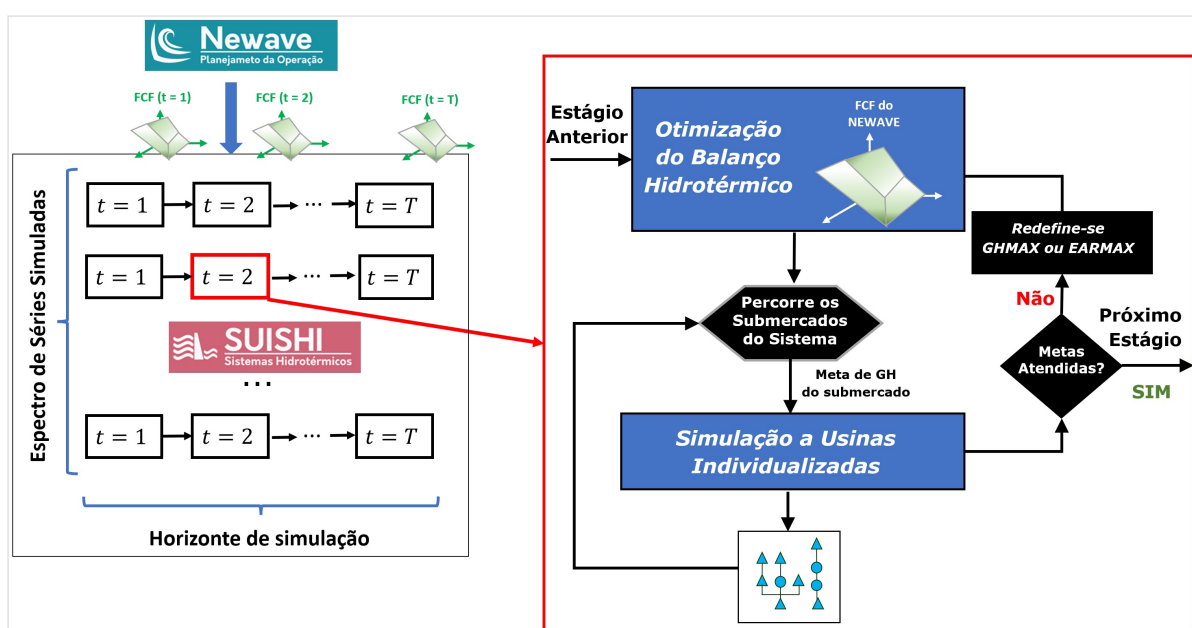 Newave
Planejameto da Operação
FCF (t = 1)
FCF (t = 2)
FCF (t = T)
Espectro de Séries Simuladas
t = 1
t = 2
...
t = T
t = 1
t = 2
...
t = T
SUISHI
Sistemas Hidrotérmicos
...
t = 1
t = 2
...
t = T
Horizonte de simulação
Estágio
Anterior
Otimização
do Balanço
Hidrotérmico
FCF do
NEWAVE
Redefine-se
GHMAX ou EARMAX
Não
Percorre os
Submercados
do Sistema
Metas
Atendidas?
Próximo
Estágio
SIM
Meta de GH
do submercado
Simulação a Usinas
Individualizadas